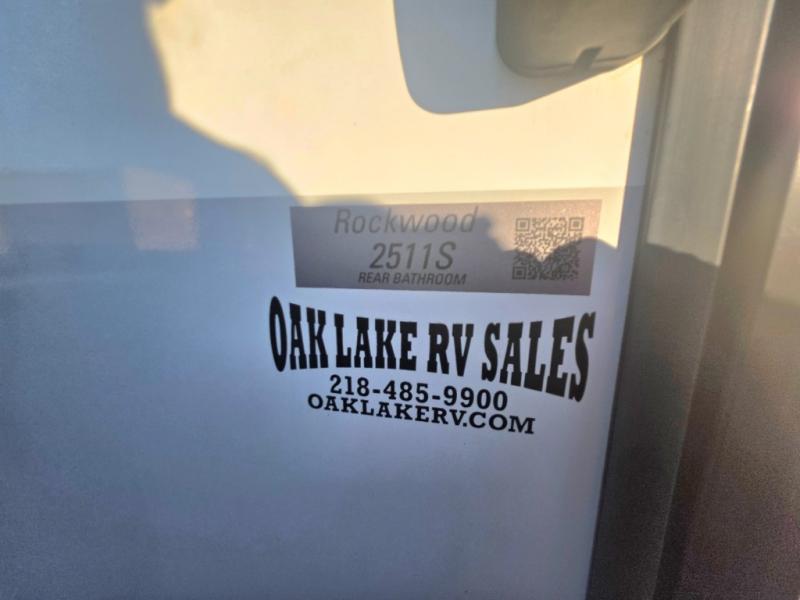 Rockwood
2511S
REAR BATHROOM
OAK LAKE RV SALES
218-485-9900
OAKLAKERV.COM